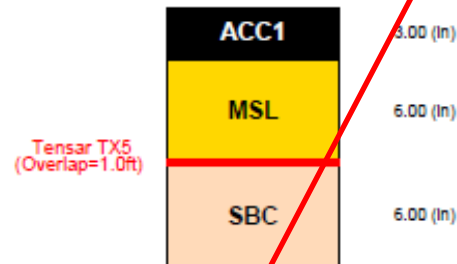 ACC1 3.00 (In)
MSL 6.00 (In)
Tensar TX5
(Overlap=1.0ft)
SBC 6.00 (In)